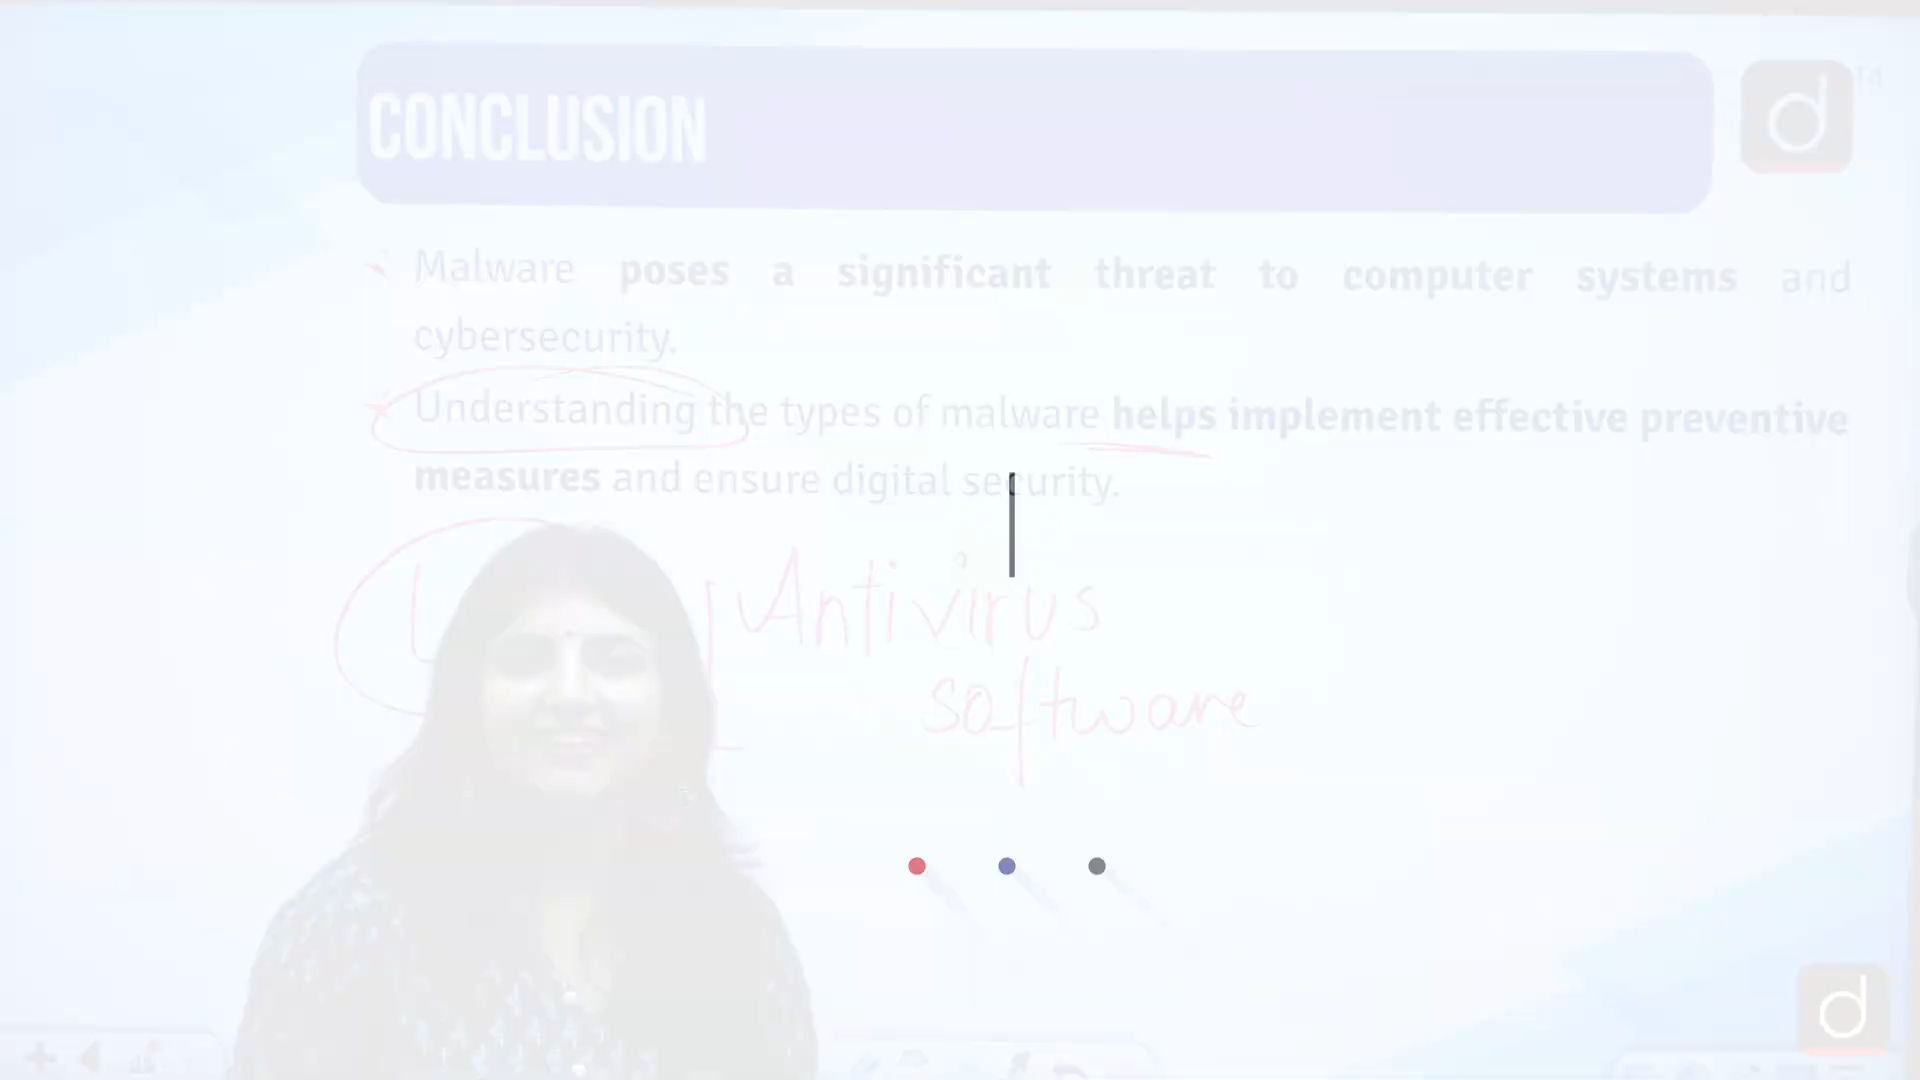 CONCLUSION
Malware poses a significant threat to computer systems and
cybersecurity.
Understanding the types of malware helps implement effective preventive
measures and ensure digital security.
Antivirus
software